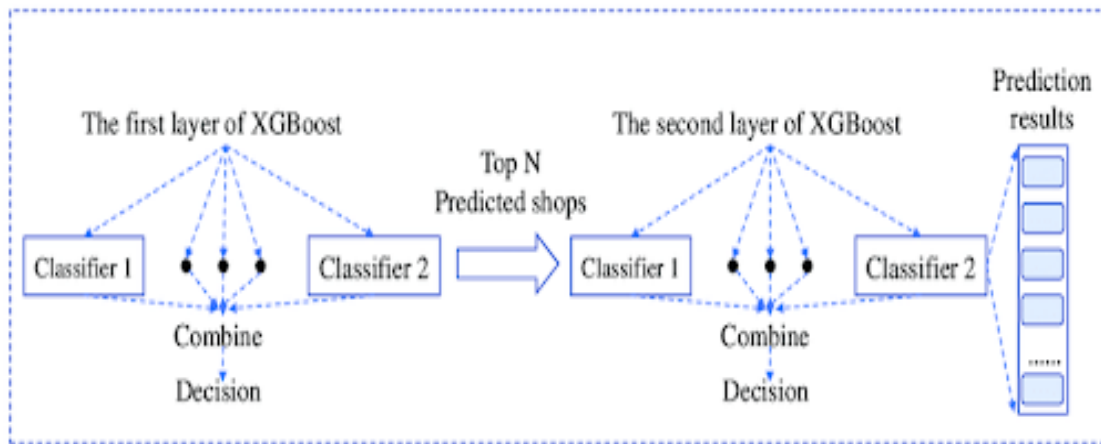 The first layer of XGBoost
Classifier 1
Classifier 2
Combine
Decision
Top N
Predicted shops
The second layer of XGBoost
Classifier 1
Classifier 2
Combine
Decision
Prediction
results
......